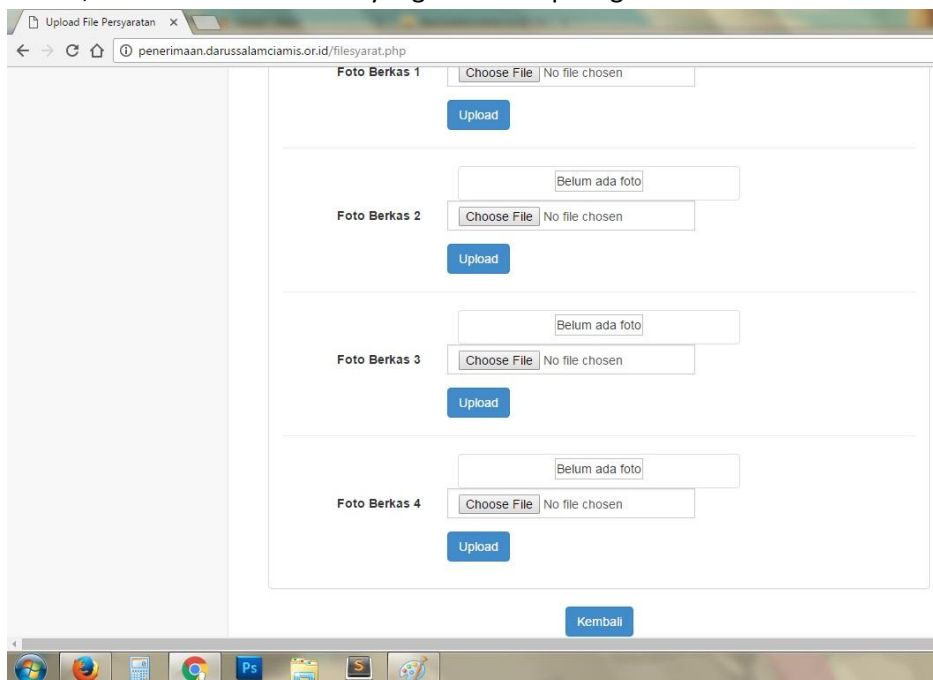 Upload File Persyaratan
penerimaan.darussalamciamis.or.id/filesyarat.php
Foto Berkas 1 Choose File No file chosen
Upload
Belum ada foto
Foto Berkas 2 Choose File No file chosen
Upload
Belum ada foto
Foto Berkas 3 Choose File No file chosen
Upload
Belum ada foto
Foto Berkas 4 Choose File No file chosen
Upload
Kembali
Ps
S